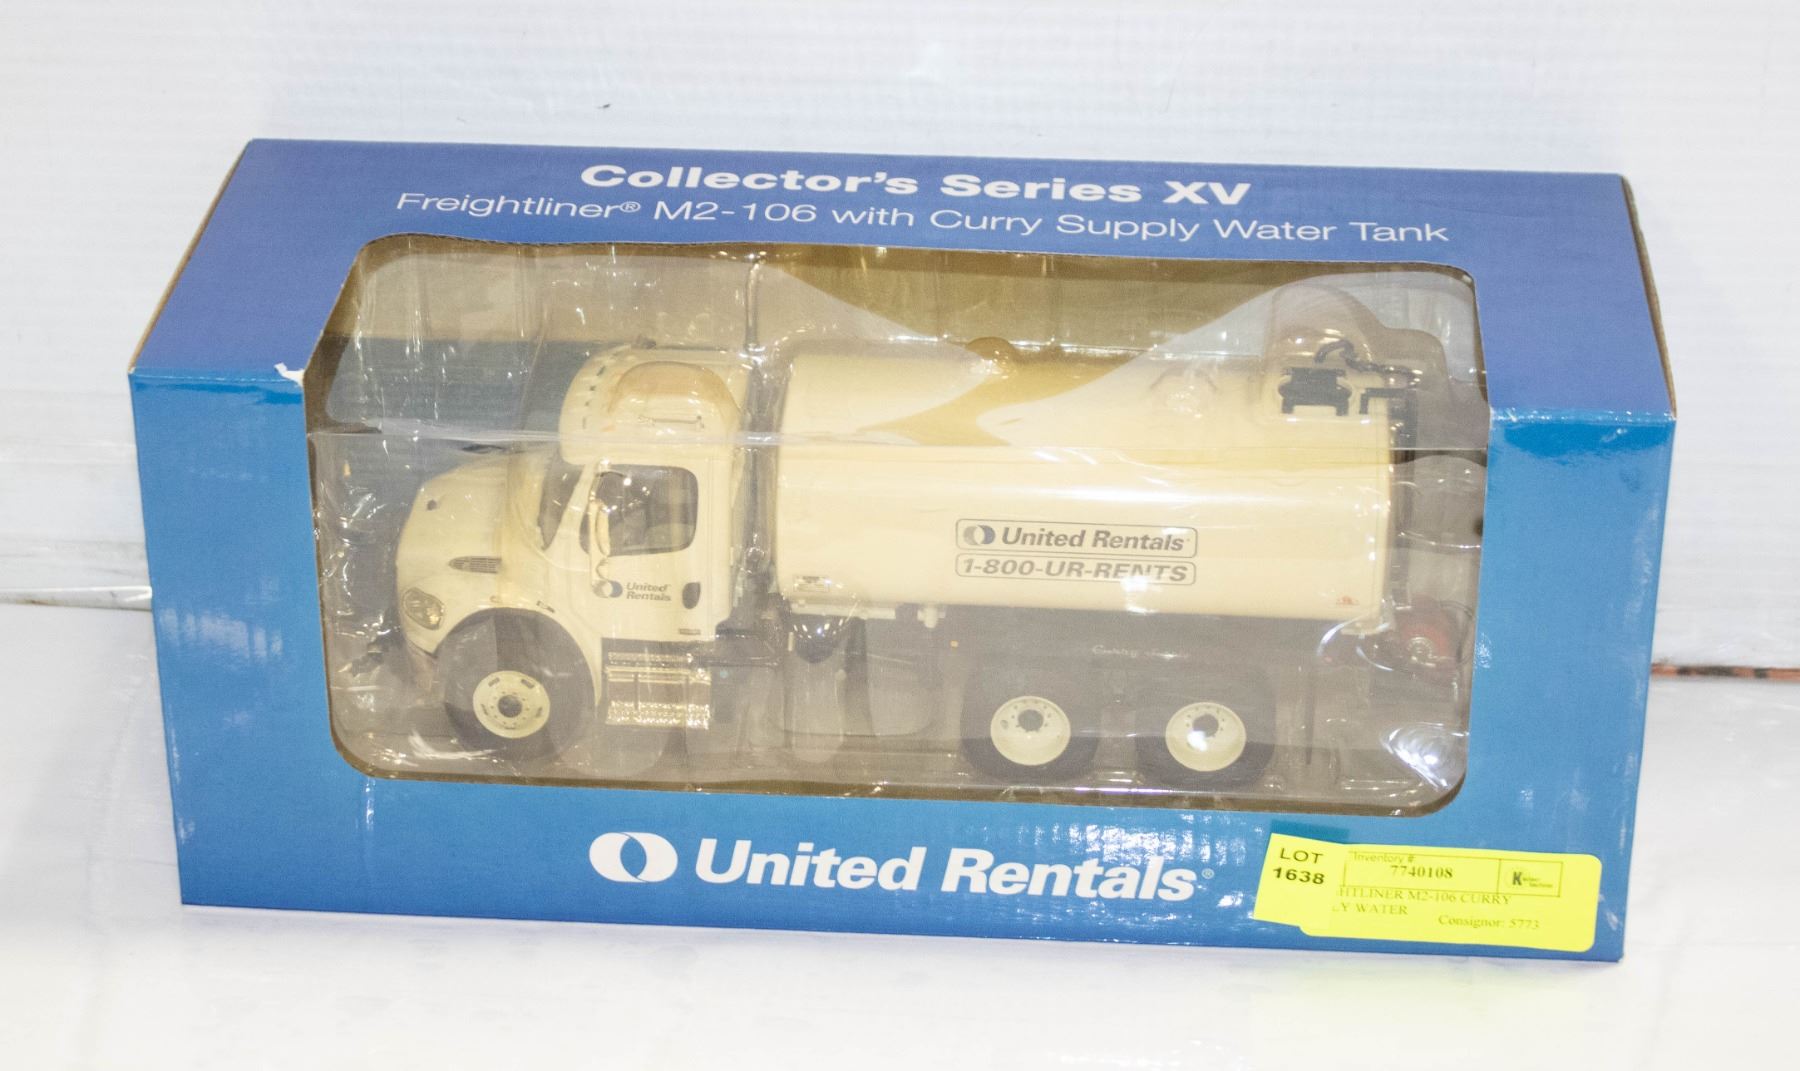 Collector's Series XV
Freightliner® M2-106 with Curry Supply Water Tank
United Rentals
1-800-UR-RENTS
United
Rentals
United Rentals®
LOT
1638
Inventory #
7740108
HTLINER M2-106 CURRY
LY WATER
Consignor: 5773